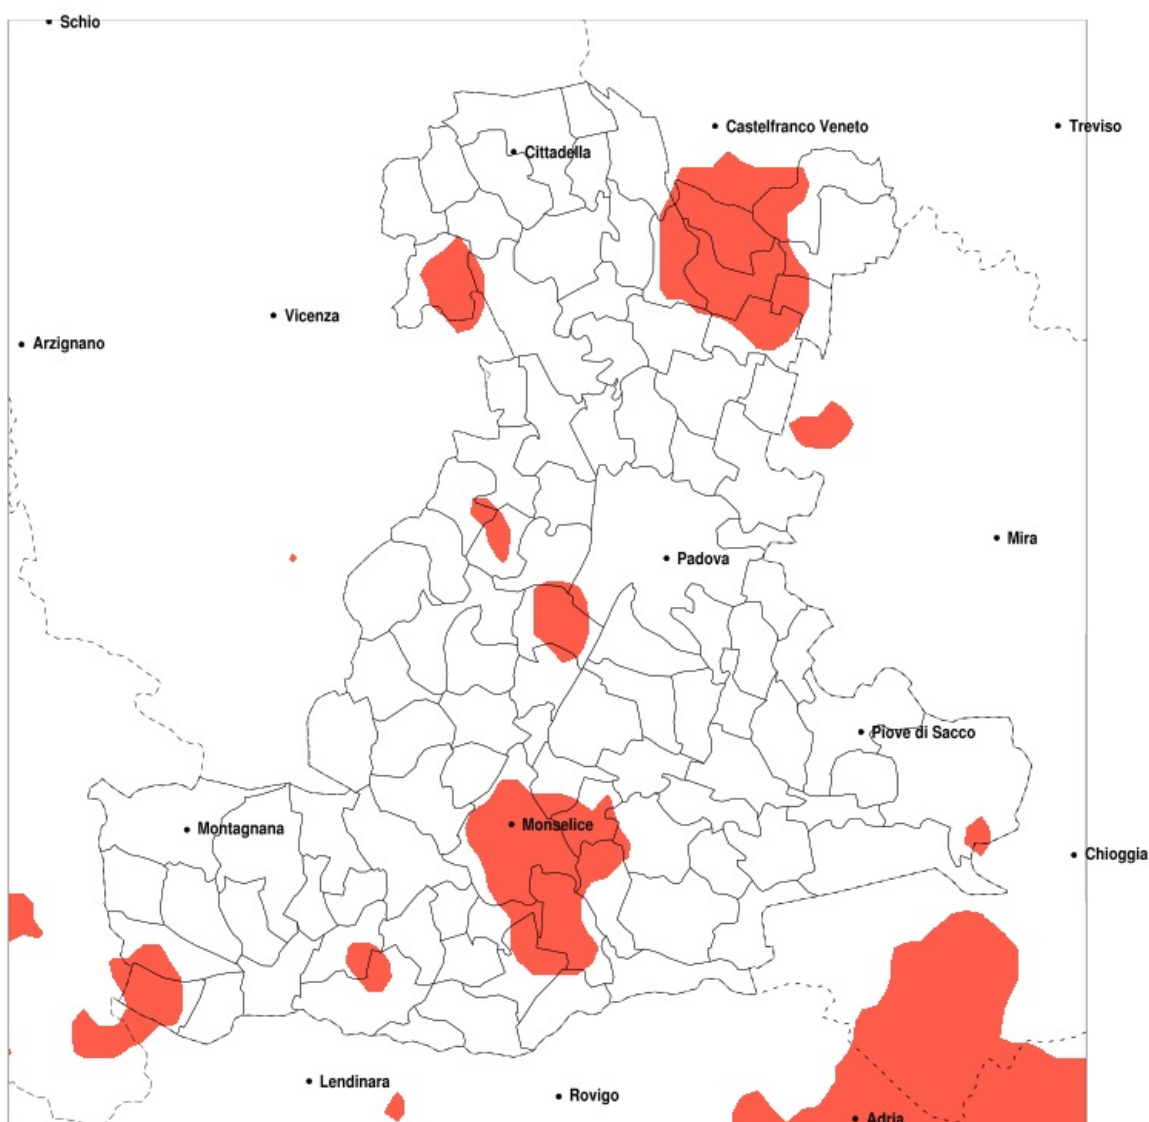 Schio
Castelfranco Veneto
Treviso
Cittadella
Vicenza
Arzignano
Mira
Padova
Piove di Sacco
Monselice
Montagnana
Chioggia
Lendinara
Rovigo
Adria